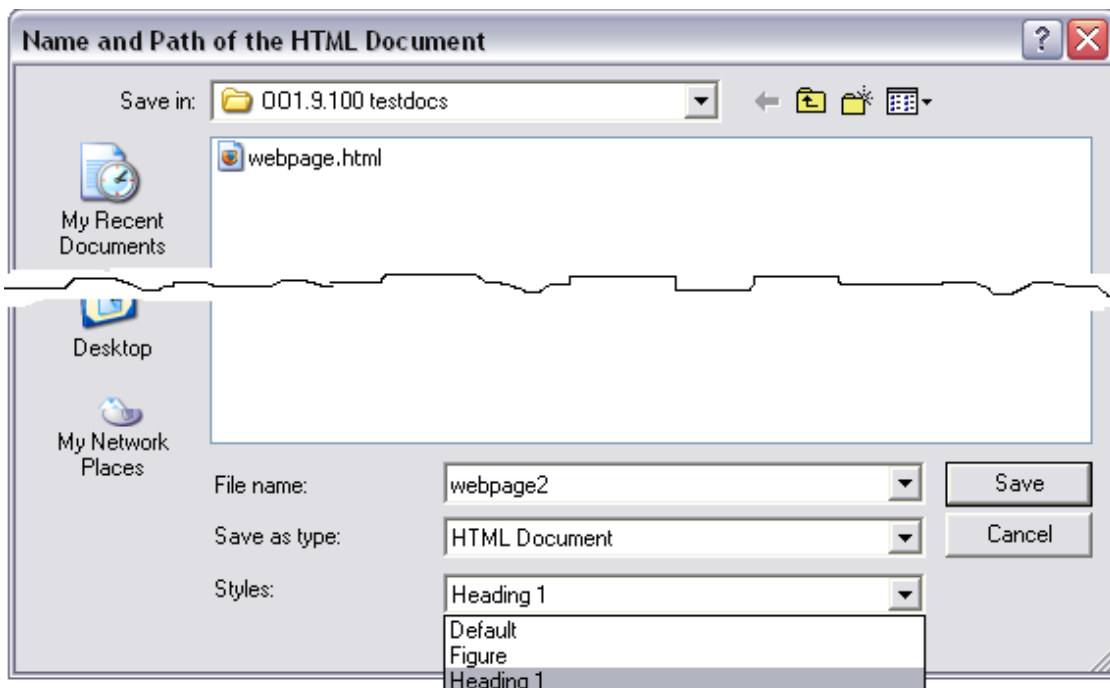 Name and Path of the HTML Document
Save in: OO1.9.100 testdocs
webpage.html
My Recent
Documents
Desktop
My Network
Places
File name: webpage2 Save
Save as type: HTML Document Cancel
Styles: Heading 1
Default
Figure
Heading 1